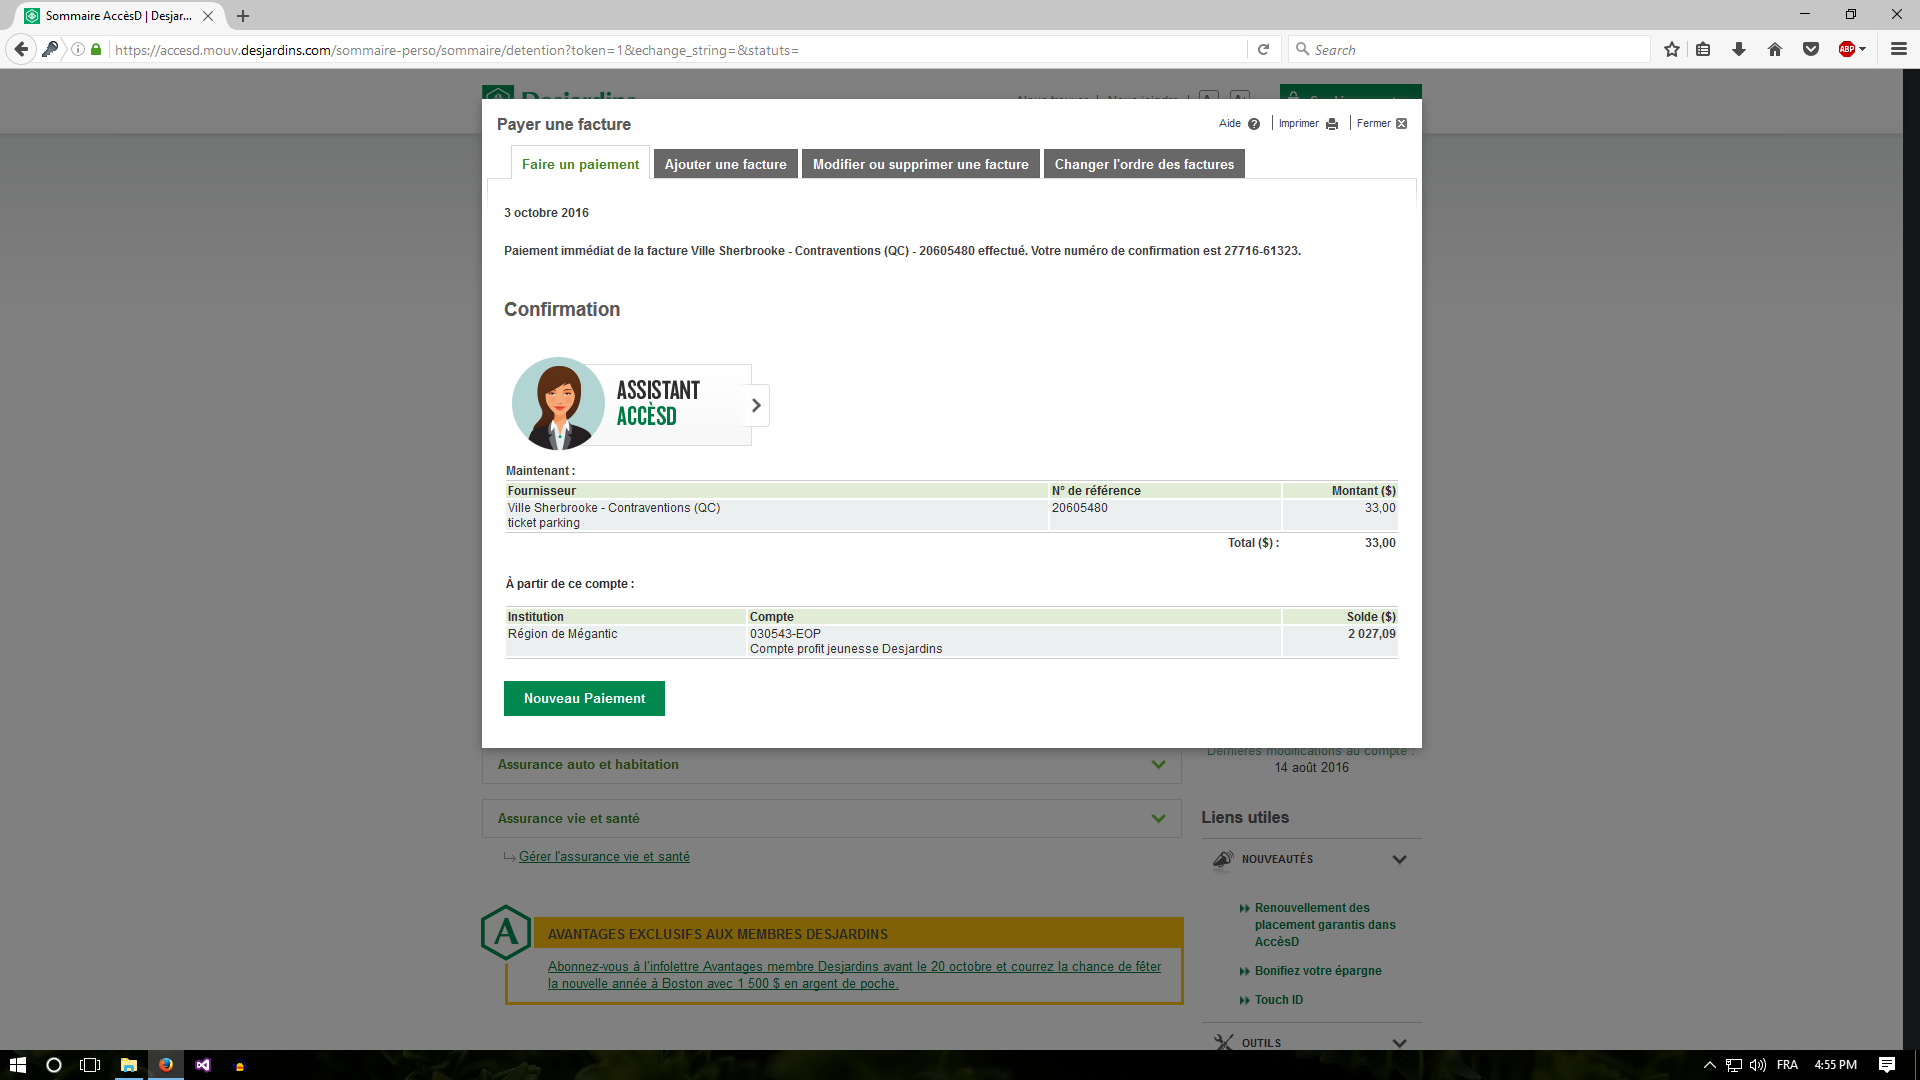 Sommaire AccèsD | Desjar...
https://accesd.mouv.desjardins.com/sommaire-perso/sommaire/detention?token=1&echange_string=&statuts=
Search
ABP
Desjardins
Payer une facture
Aide ? Imprimer Fermer
Faire un paiement
Ajouter une facture
Modifier ou supprimer une facture
Changer l'ordre des factures
3 octobre 2016
Paiement immédiat de la facture Ville Sherbrooke - Contraventions (QC) - 20605480 effectué. Votre numéro de confirmation est 27716-61323.
Confirmation
ASSISTANT
ACCÈSD
Maintenant :
Fournisseur N° de référence Montant ($)
Ville Sherbrooke - Contraventions (QC) 20605480 33,00
ticket parking
Total ($) : 33,00
À partir de ce compte :
Institution Compte Solde ($)
Région de Mégantic 030543-EOP 2 027,09
Compte profit jeunesse Desjardins
Nouveau Paiement
Dernières modifications au compte :
14 août 2016
Assurance auto et habitation
Assurance vie et santé
Gérer l'assurance vie et santé
A
AVANTAGES EXCLUSIFS AUX MEMBRES DESJARDINS
Abonnez-vous à l'infolettre Avantages membre Desjardins avant le 20 octobre et courrez la chance de fêter
la nouvelle année à Boston avec 1 500 $ en argent de poche.
Liens utiles
NOUVEAUTÉS
Renouvellement des
placement garantis dans
AccèsD
Bonifiez votre épargne
Touch ID
OUTILS
FRA
4:55 PM